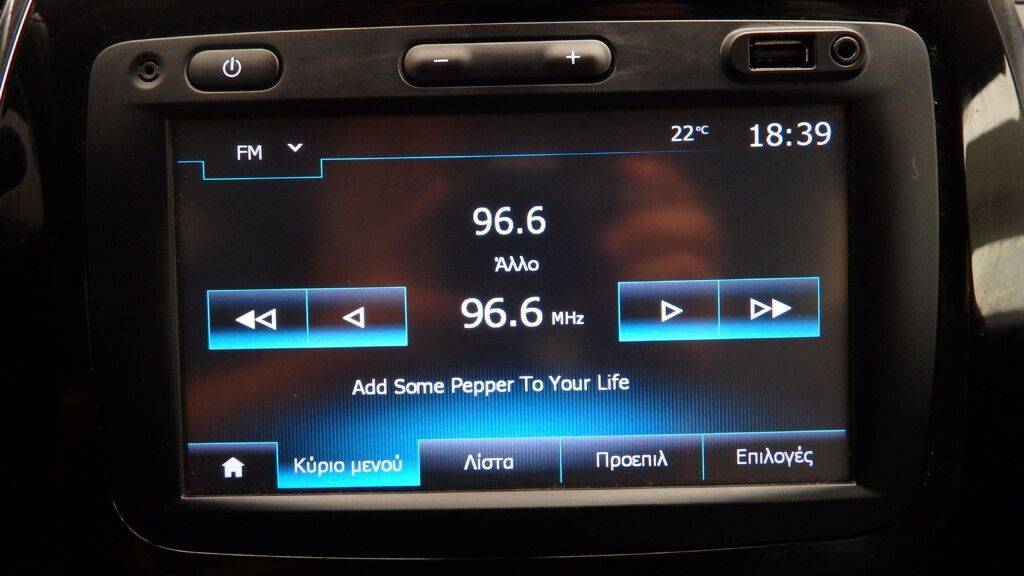 22°C 18:39
FM
96.6
Άλλο
96.6 MHz
Add Some Pepper To Your Life
Κύριο μενού Λίστα Προεπιλ Επιλογές